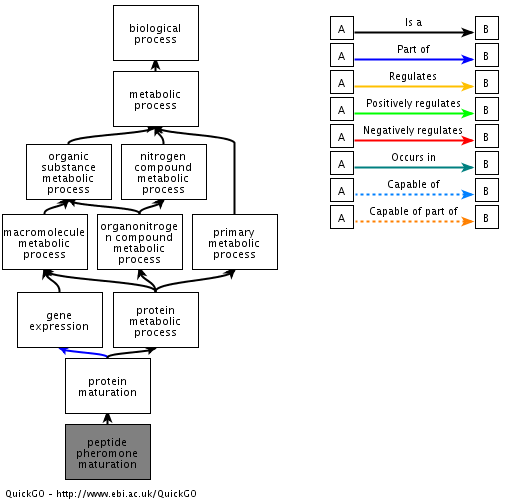 biological
process
metabolic
process
organic
substance
metabolic
process
nitrogen
compound
metabolic
process
macromolecule
metabolic
process
organonitroge
n compound
metabolic
process
primary
metabolic
process
gene
expression
protein
metabolic
process
protein
maturation
peptide
pheromone
maturation
A Is a B
A Part of B
A Regulates B
A Positively regulates B
A Negatively regulates B
A Occurs in B
A Capable of B
A Capable of part of B
QuickGO - http://www.ebi.ac.uk/QuickGO